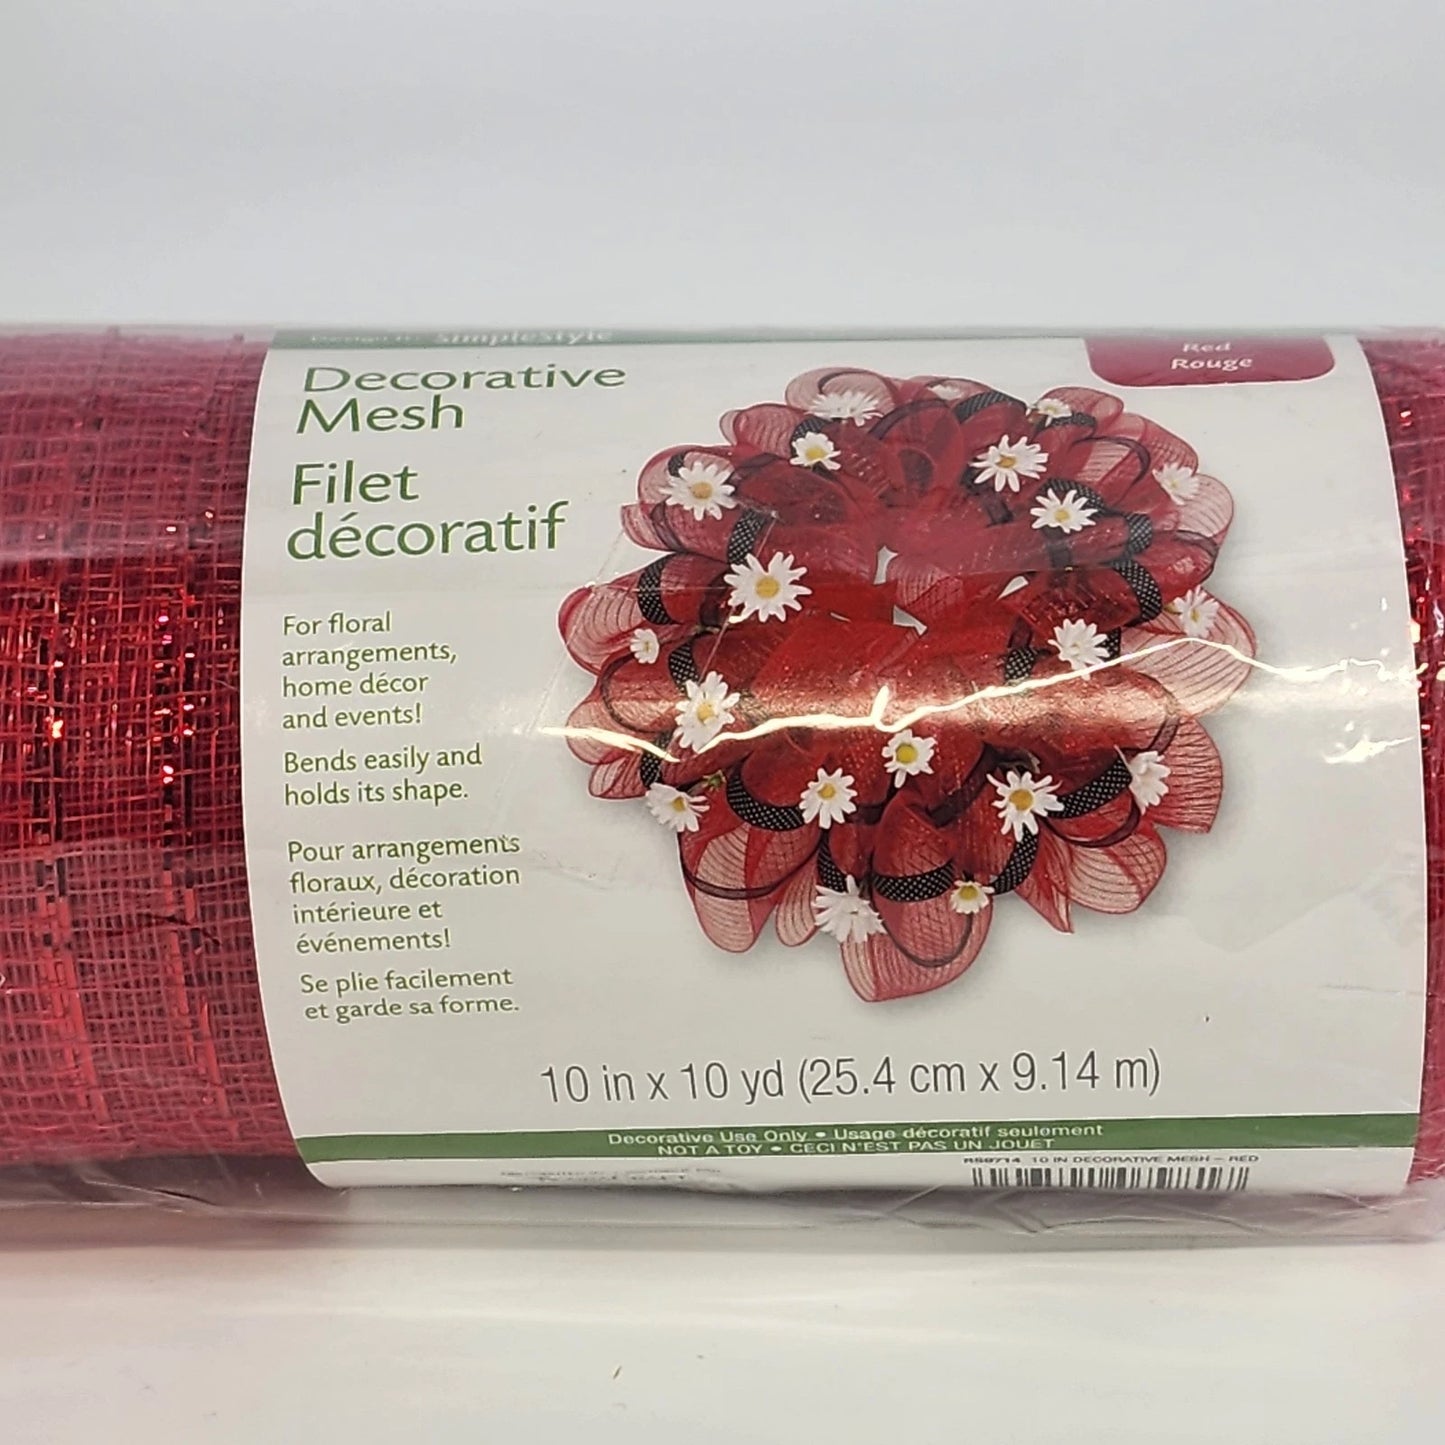 Design by simplestyle
Red
Rouge
Decorative
Mesh
Filet
décoratif
For floral
arrangements,
home décor
and events!
Bends easily and
holds its shape.
Pour arrangements
floraux, décoration
intérieure et
événements!
Se plie facilement
et garde sa forme.
10 in x 10 yd (25.4 cm x 9.14 m)
Decorative Use Only • Usage décoratif seulement
NOT A TOY • CECI N'EST PAS UN JOUET
10 IN DECORATIVE MESH – RED